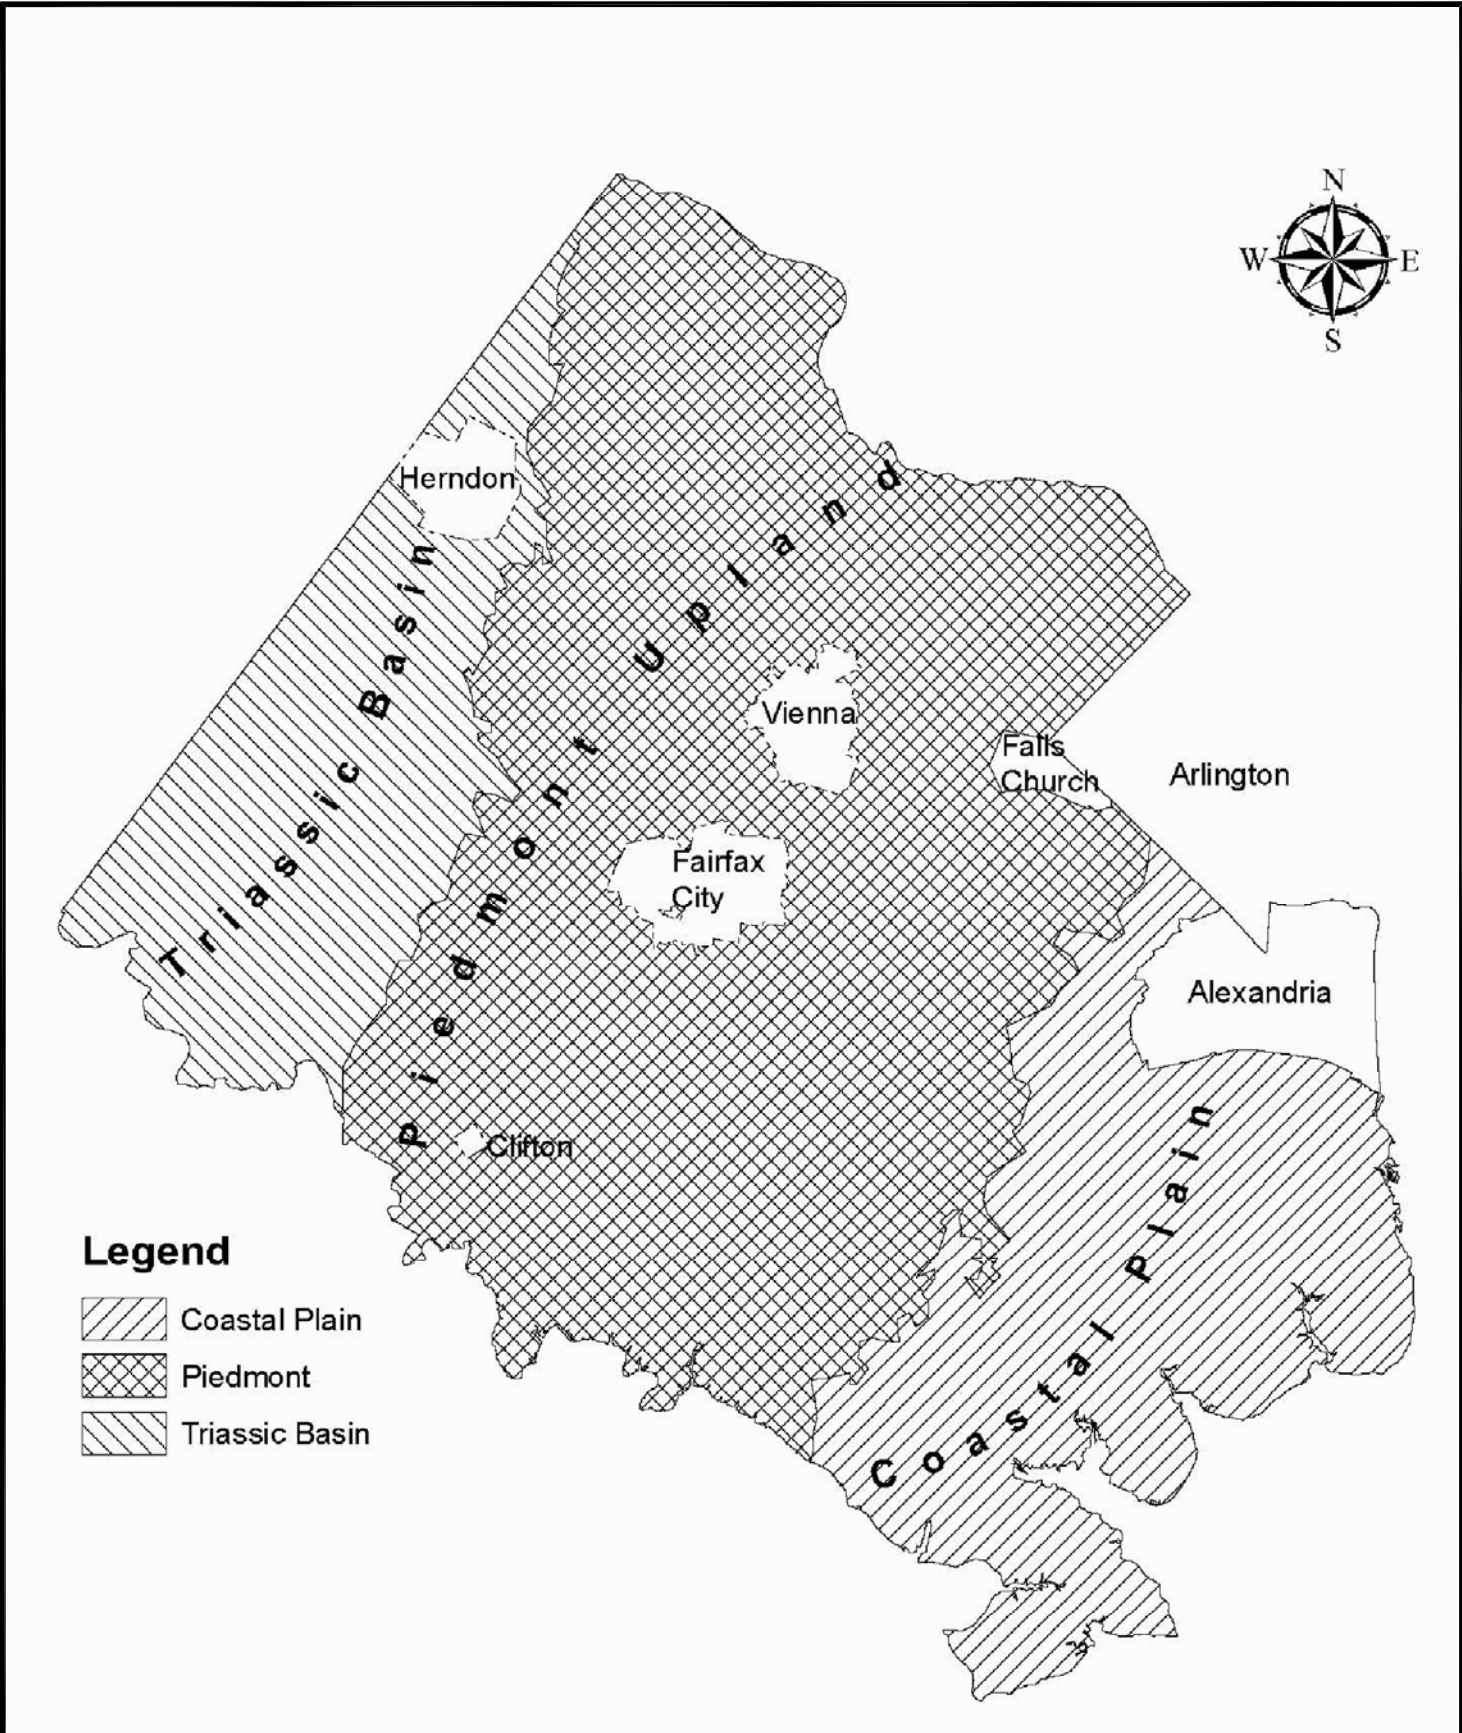 N
W
E
S
Herndon
Triassic Basin
Piedmont Upland
Vienna
Falls
Church
Arlington
Fairfax
City
Alexandria
Clifton
Coastal Plain
Legend
Coastal Plain
Piedmont
Triassic Basin